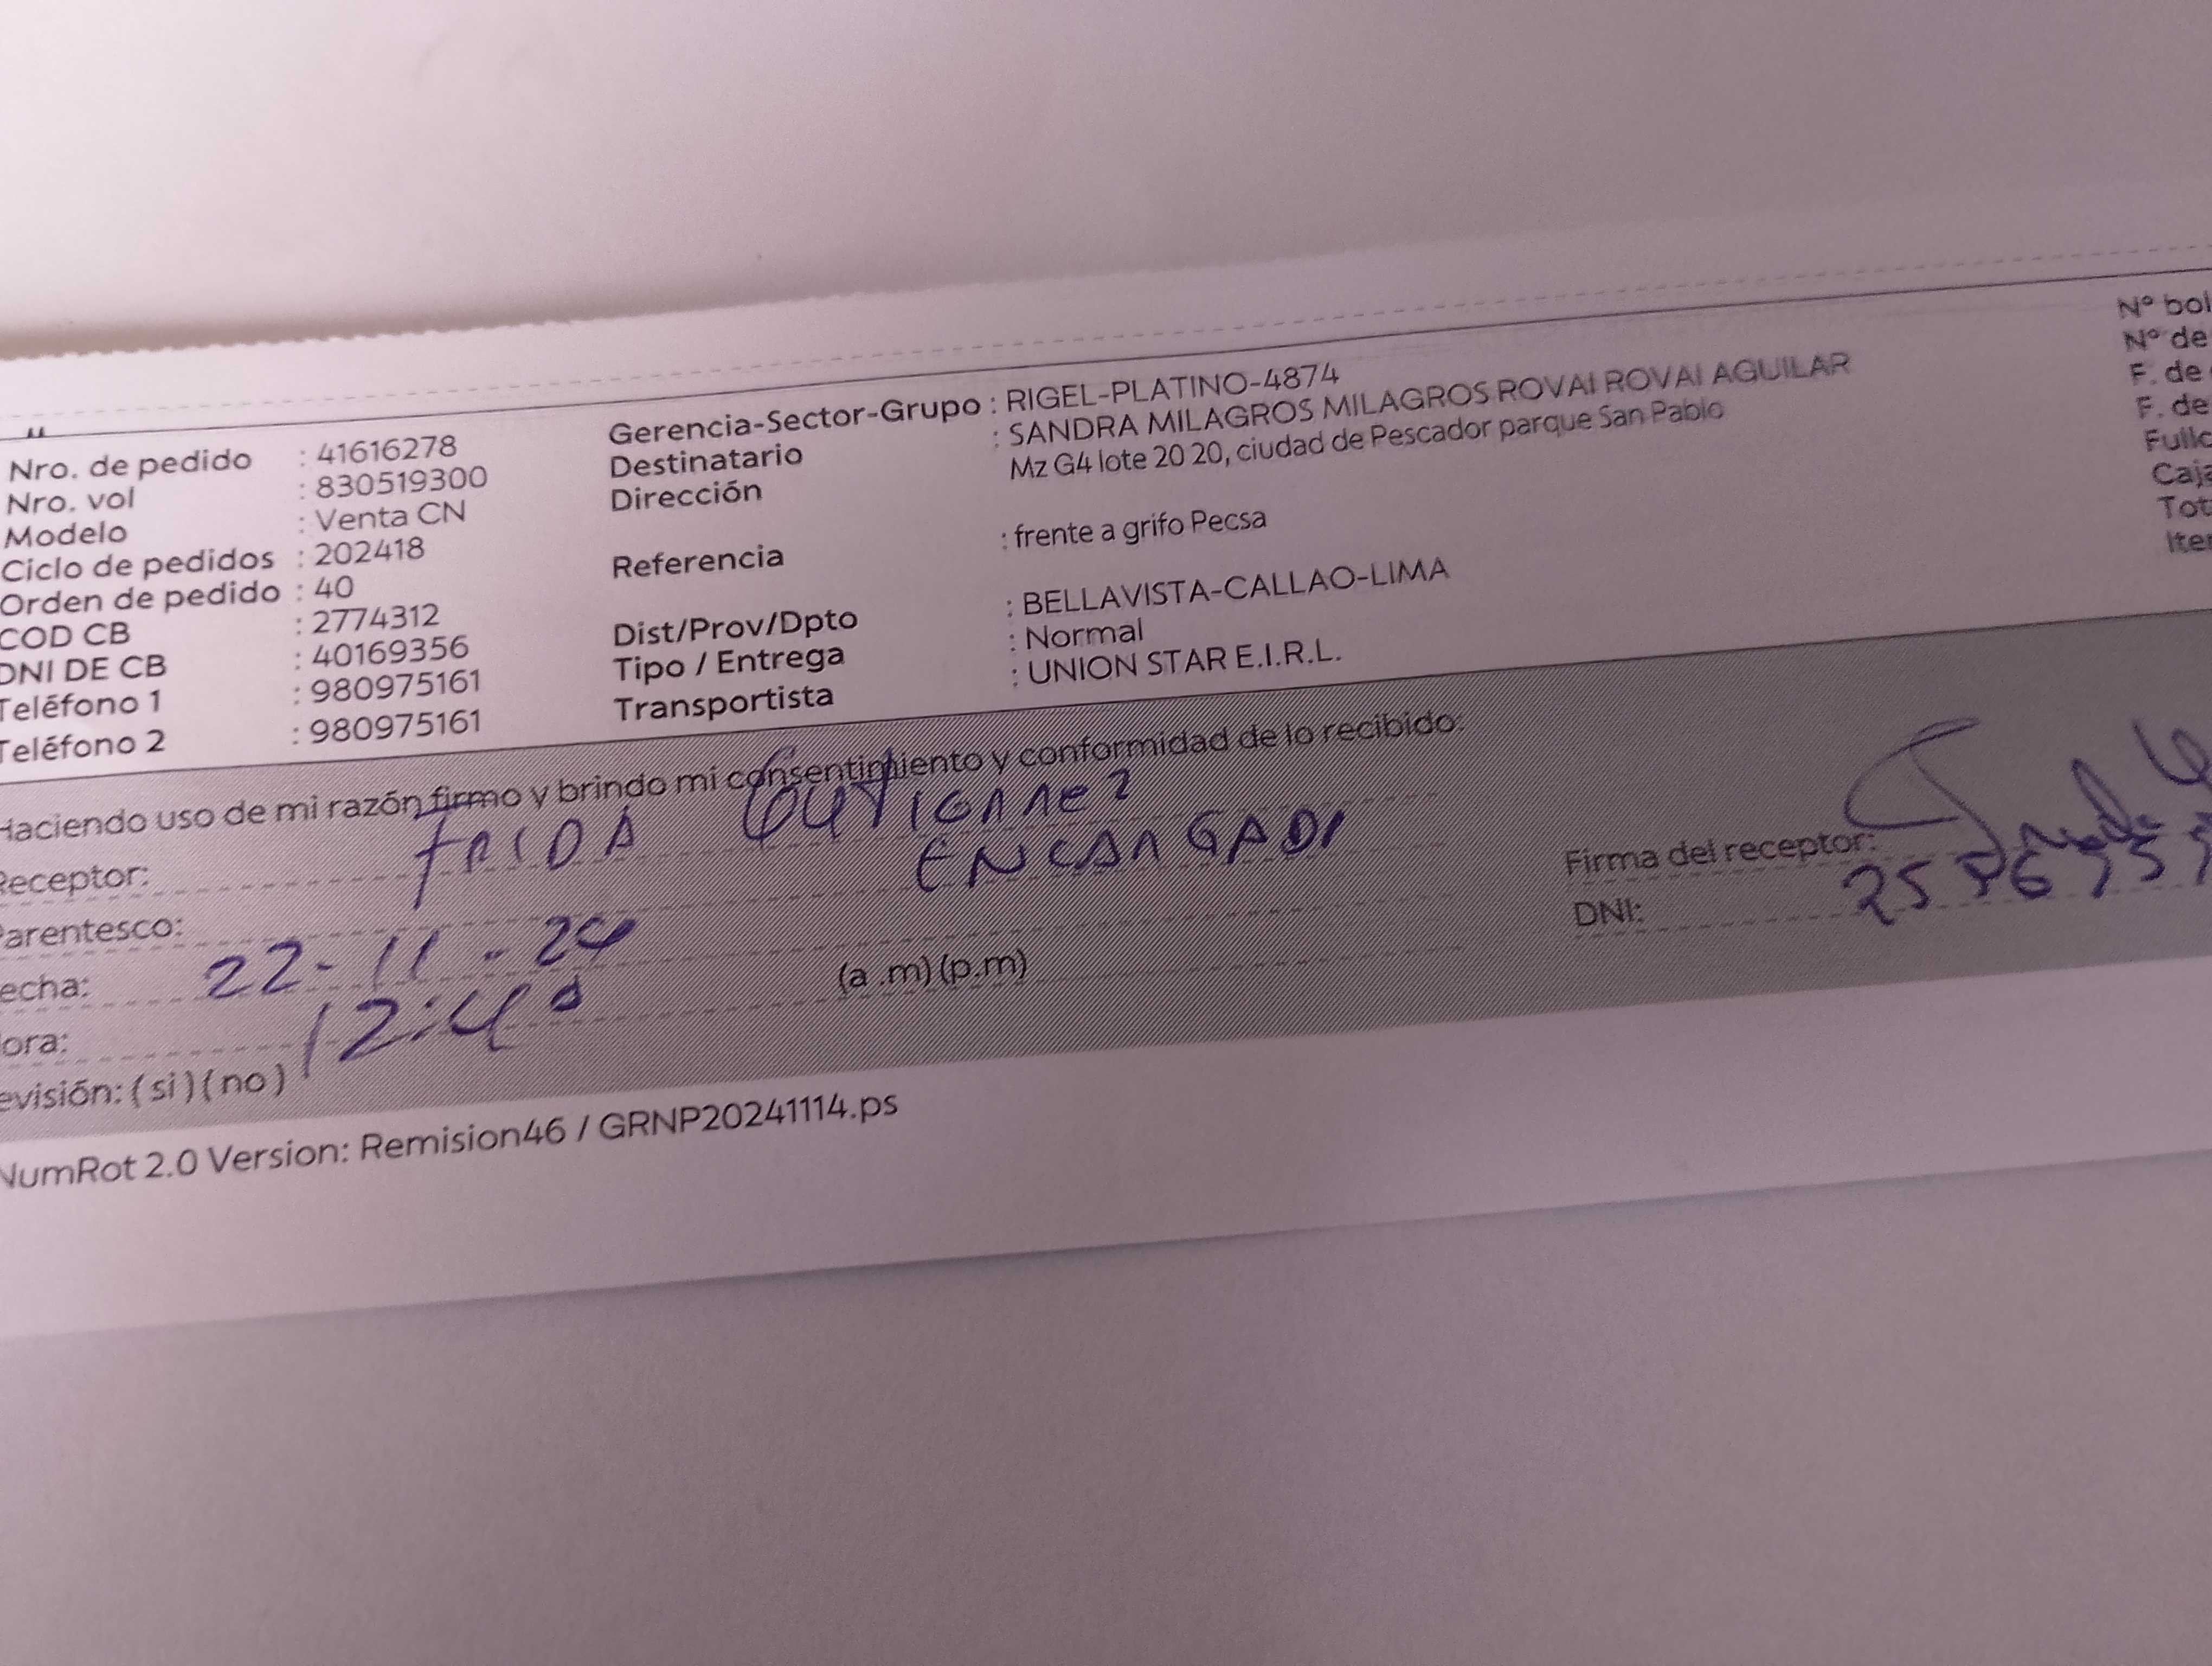 Nro. de pedido : 41616278
Nro. vol : 830519300
Modelo : Venta CN
Ciclo de pedidos : 202418
Orden de pedido : 40
COD CB : 2774312
DNI DE CB : 40169356
Teléfono 1 : 980975161
Teléfono 2 : 980975161
Gerencia-Sector-Grupo : RIGEL-PLATINO-4874
Destinatario : SANDRA MILAGROS MILAGROS ROVAI ROVAI AGUILAR
Dirección Mz G4 lote 20 20, ciudad de Pescador parque San Pablo
Referencia : frente a grifo Pecsa
Dist/Prov/Dpto : BELLAVISTA-CALLAO-LIMA
Tipo / Entrega : Normal
Transportista : UNION STAR E.I.R.L.
Nº bol
Nº de
F. de
F. de
Fullc
Caja
Tot
Iter
Haciendo uso de mi razón firmo y brindo mi consentimiento y conformidad de lo recibido:
Receptor: FRIDA
Parentesco: ENCARGADA
echa: 22-11-24
ora: 12:40 (a .m)(p.m)
evisión: (si)(no)
Firma del receptor:
DNI:
NumRot 2.0 Version: Remision46 / GRNP20241114.ps